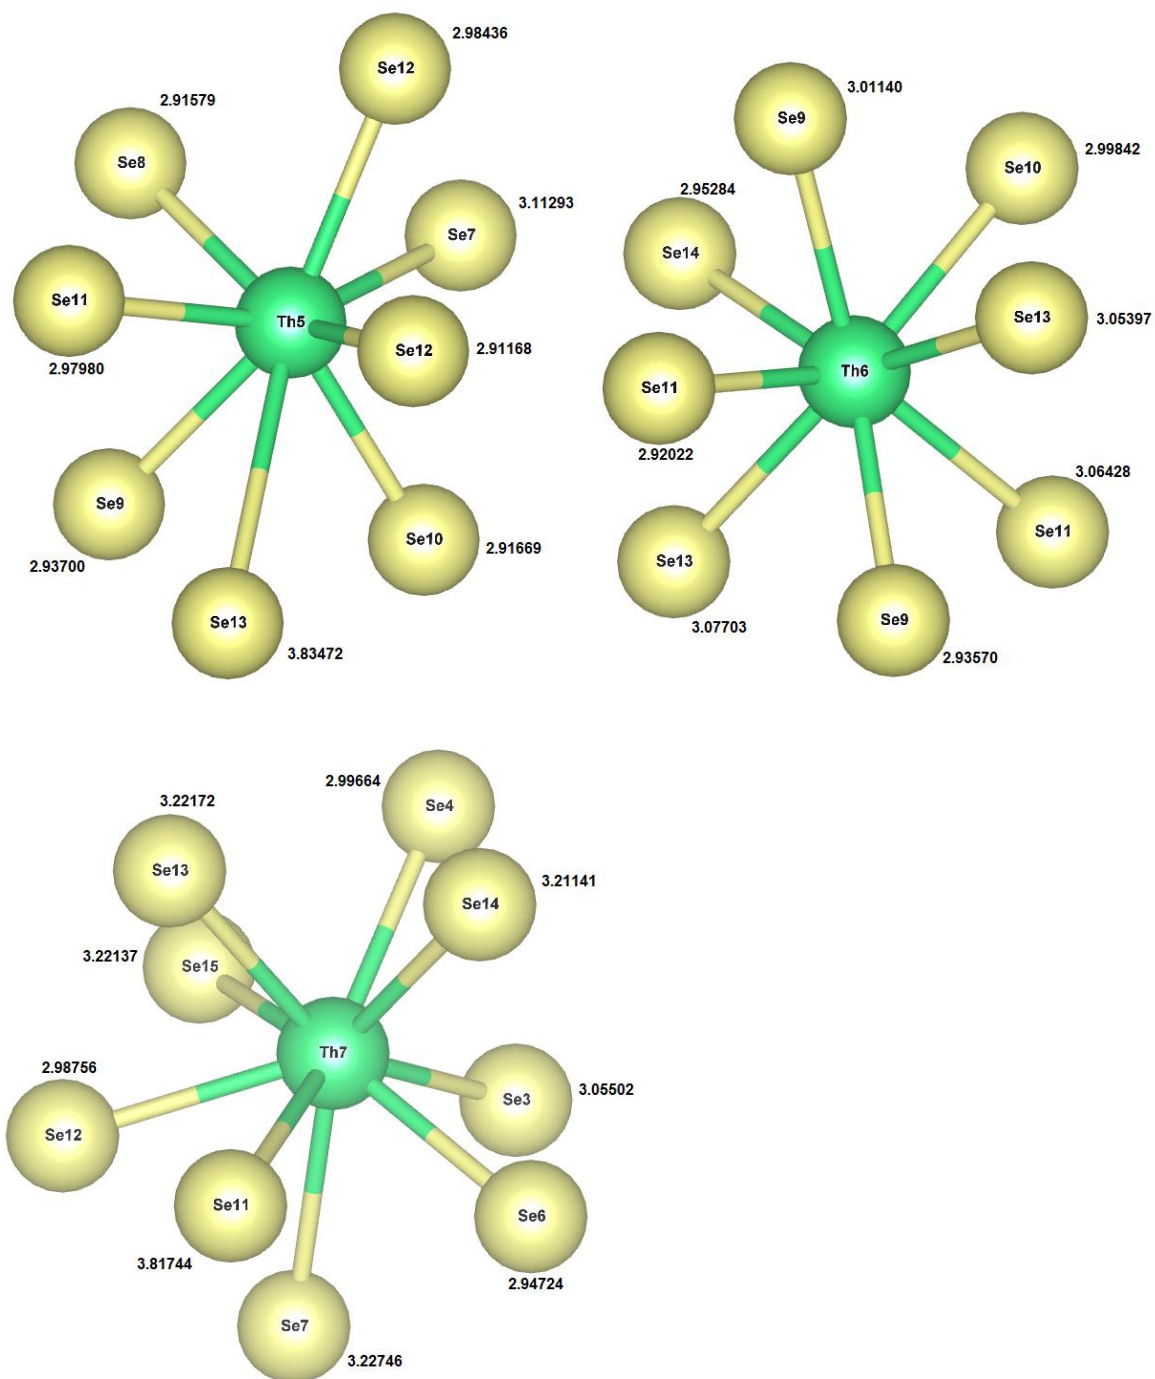 2.98436
Se12
2.91579
Se8
3.11293
Se7
Se11
2.97980
Th5
Se12
2.91168
Se9
2.93700
Se10
2.91669
Se13
3.83472
3.01140
Se9
2.99842
Se10
2.95284
Se14
Se13
3.05397
Th6
Se11
2.92022
3.06428
Se11
Se13
3.07703
Se9
2.93570
2.99664
Se4
3.22172
Se13
3.21141
Se14
3.22137
Se15
Th7
2.98756
Se12
Se3
3.05502
Se11
3.81744
Se6
2.94724
Se7
3.22746